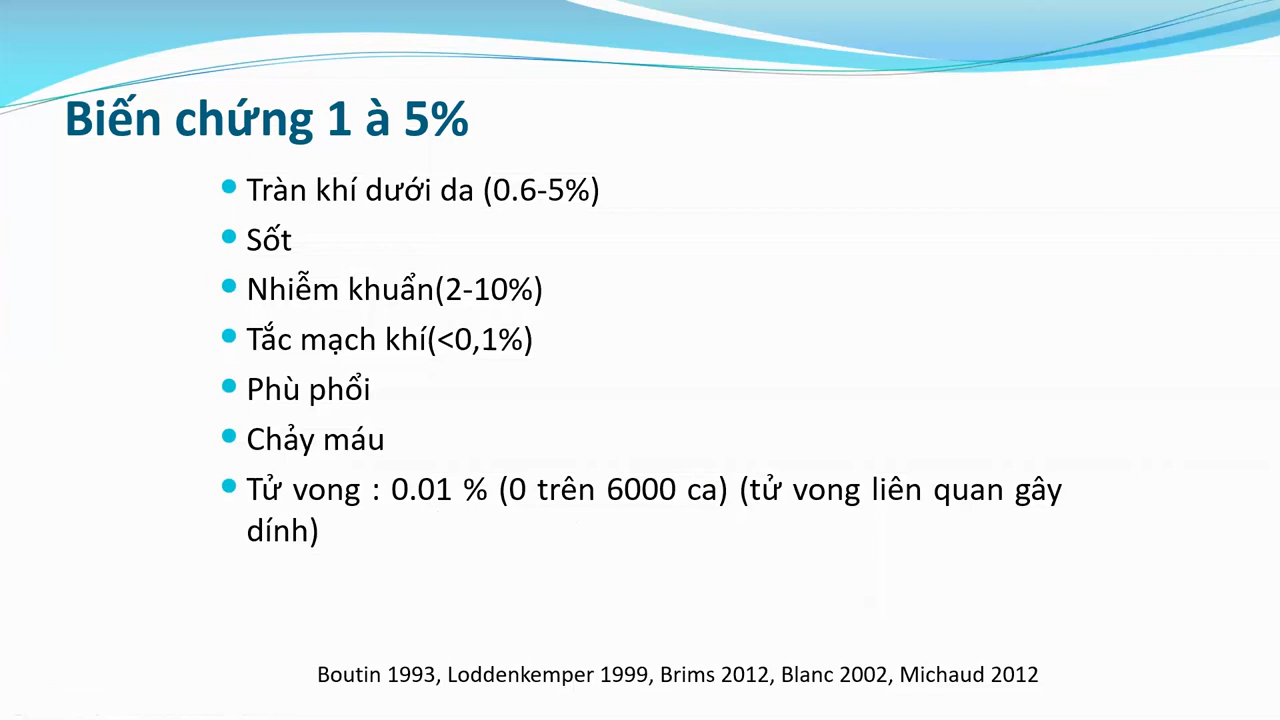 Biến chứng 1 à 5%
Tràn khí dưới da (0.6-5%)
Sốt
Nhiễm khuẩn(2-10%)
Tắc mạch khí(<0,1%)
Phù phổi
Chảy máu
Tử vong : 0.01 % (0 trên 6000 ca) (tử vong liên quan gây
dính)
Boutin 1993, Loddenkemper 1999, Brims 2012, Blanc 2002, Michaud 2012